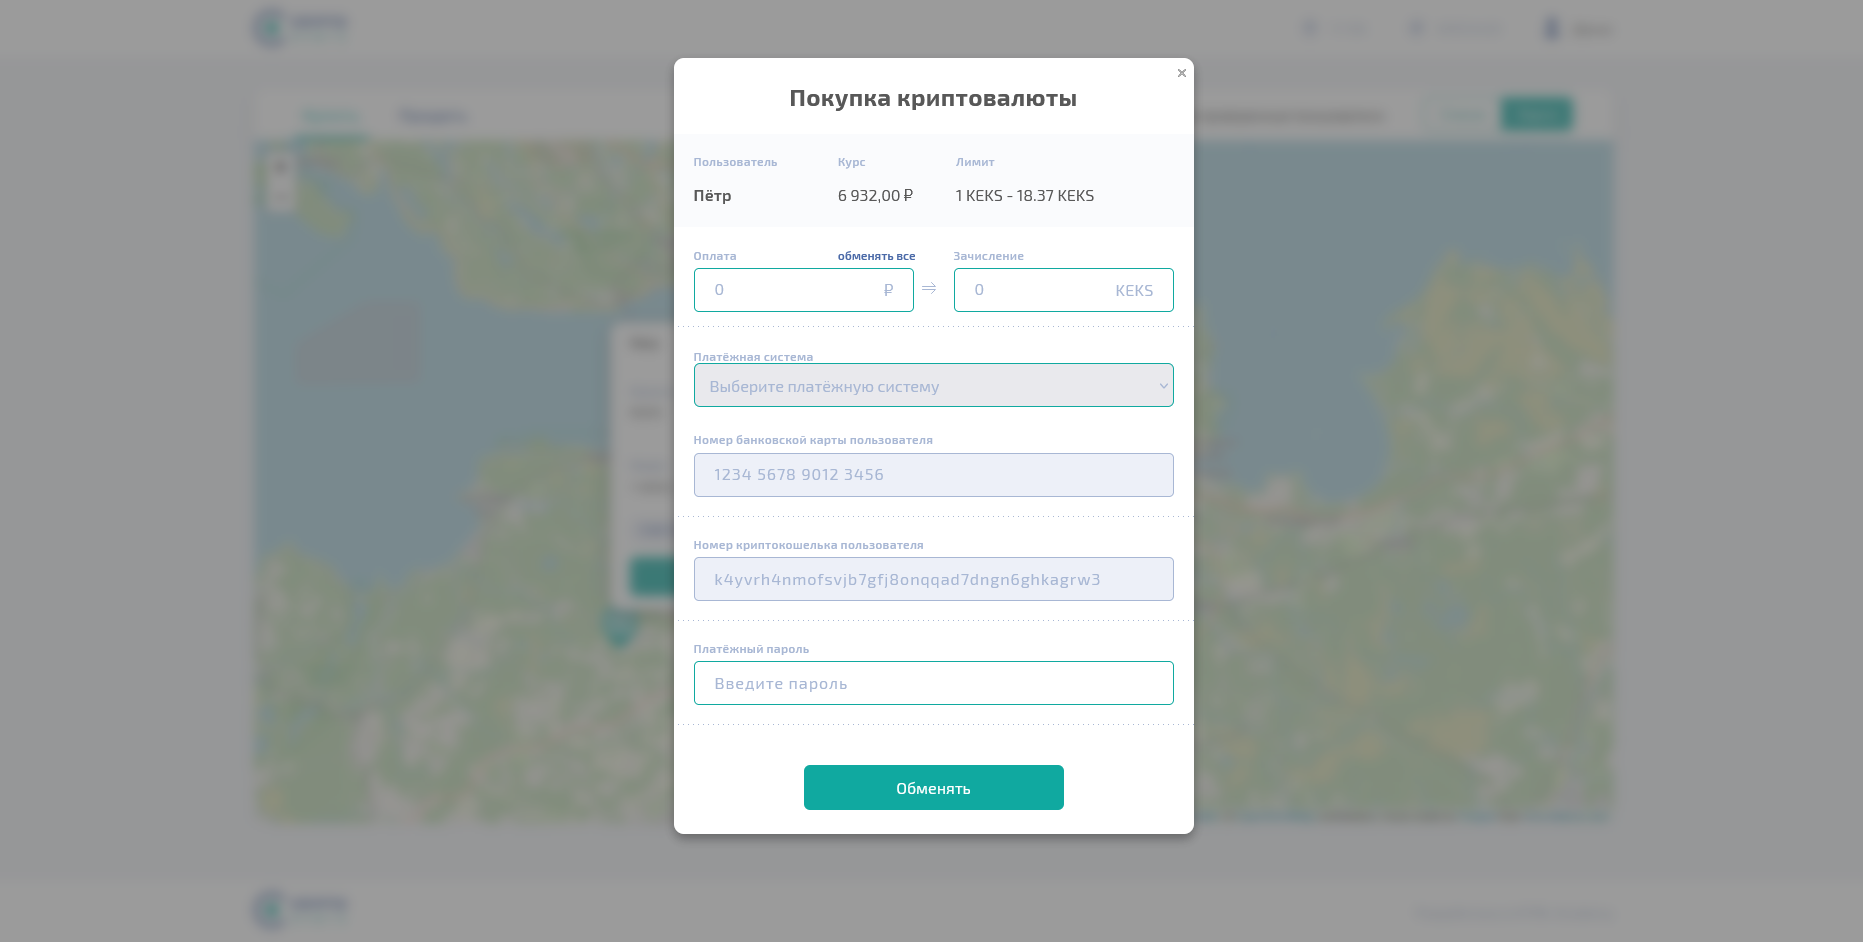 Покупка криптовалюты
×
Пользователь Курс Лимит
Пётр 6 932,00 ₽ 1 KEKS - 18.37 KEKS
Оплата обменять все Зачисление
0 ₽ ⇒ 0 KEKS
Платёжная система
Выберите платёжную систему
Номер банковской карты пользователя
1234 5678 9012 3456
Номер криптокошелька пользователя
k4yvrh4nmofsvjb7gfj8onqqad7dngn6ghkagrw3
Платёжный пароль
Введите пароль
Обменять